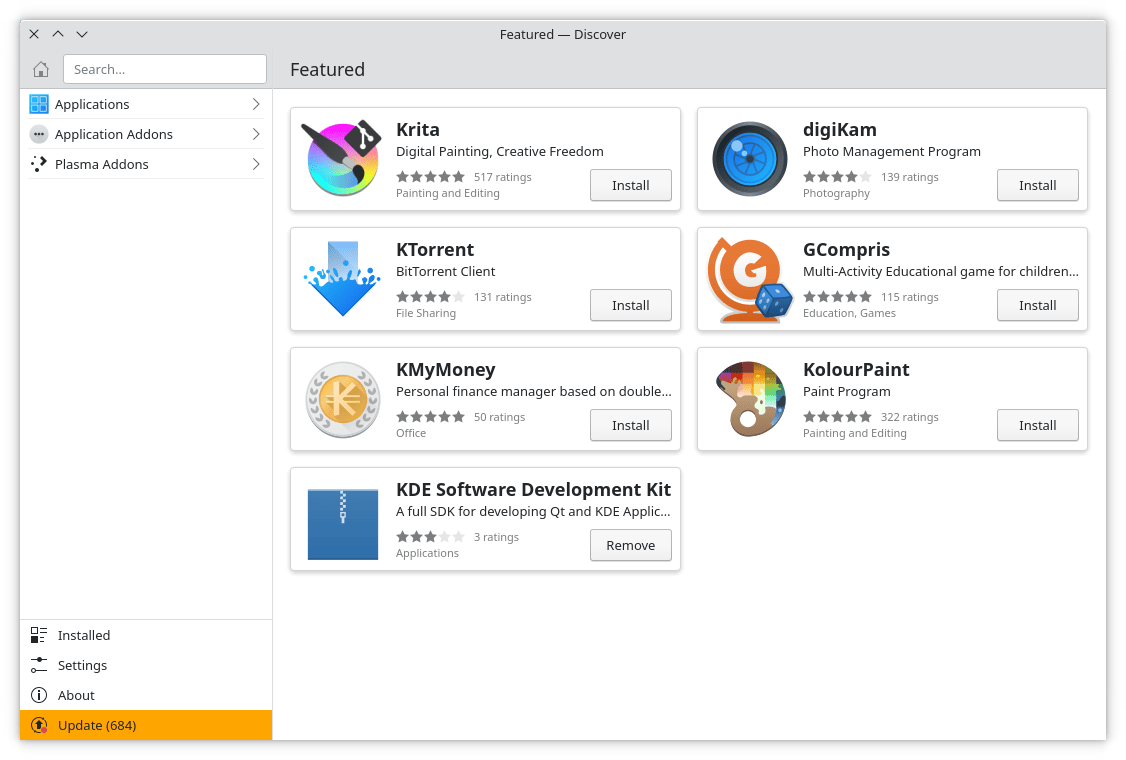 Featured — Discover
Search...
Featured
Applications
Application Addons
Plasma Addons
Krita
Digital Painting, Creative Freedom
517 ratings
Painting and Editing
Install
digiKam
Photo Management Program
139 ratings
Photography
Install
KTorrent
BitTorrent Client
131 ratings
File Sharing
Install
GCompris
Multi-Activity Educational game for children...
115 ratings
Education, Games
Install
KMyMoney
Personal finance manager based on double...
50 ratings
Office
Install
KolourPaint
Paint Program
322 ratings
Painting and Editing
Install
KDE Software Development Kit
A full SDK for developing Qt and KDE Applic...
3 ratings
Applications
Remove
Installed
Settings
About
Update (684)